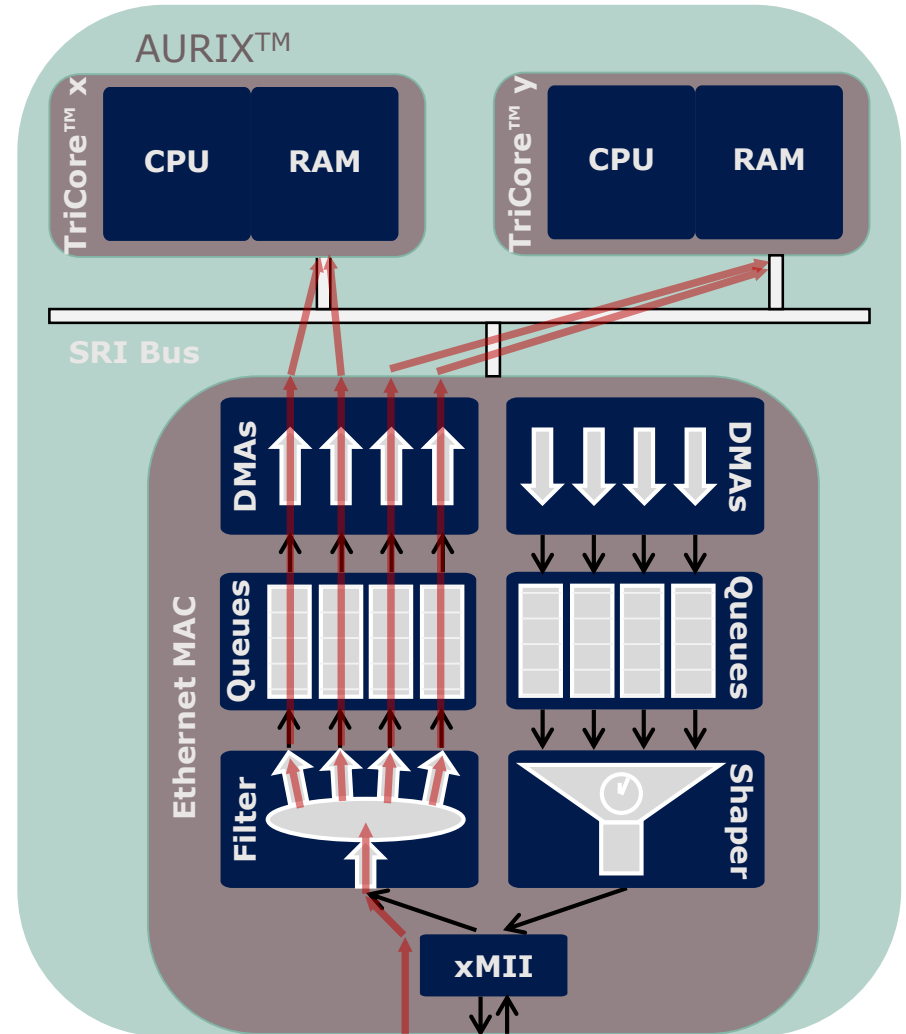 AURIX™
TriCore™ x
CPU
RAM
TriCore™ y
CPU
RAM
SRI Bus
Ethernet MAC
DMAs
DMAs
Queues
Queues
Filter
Shaper
xMII